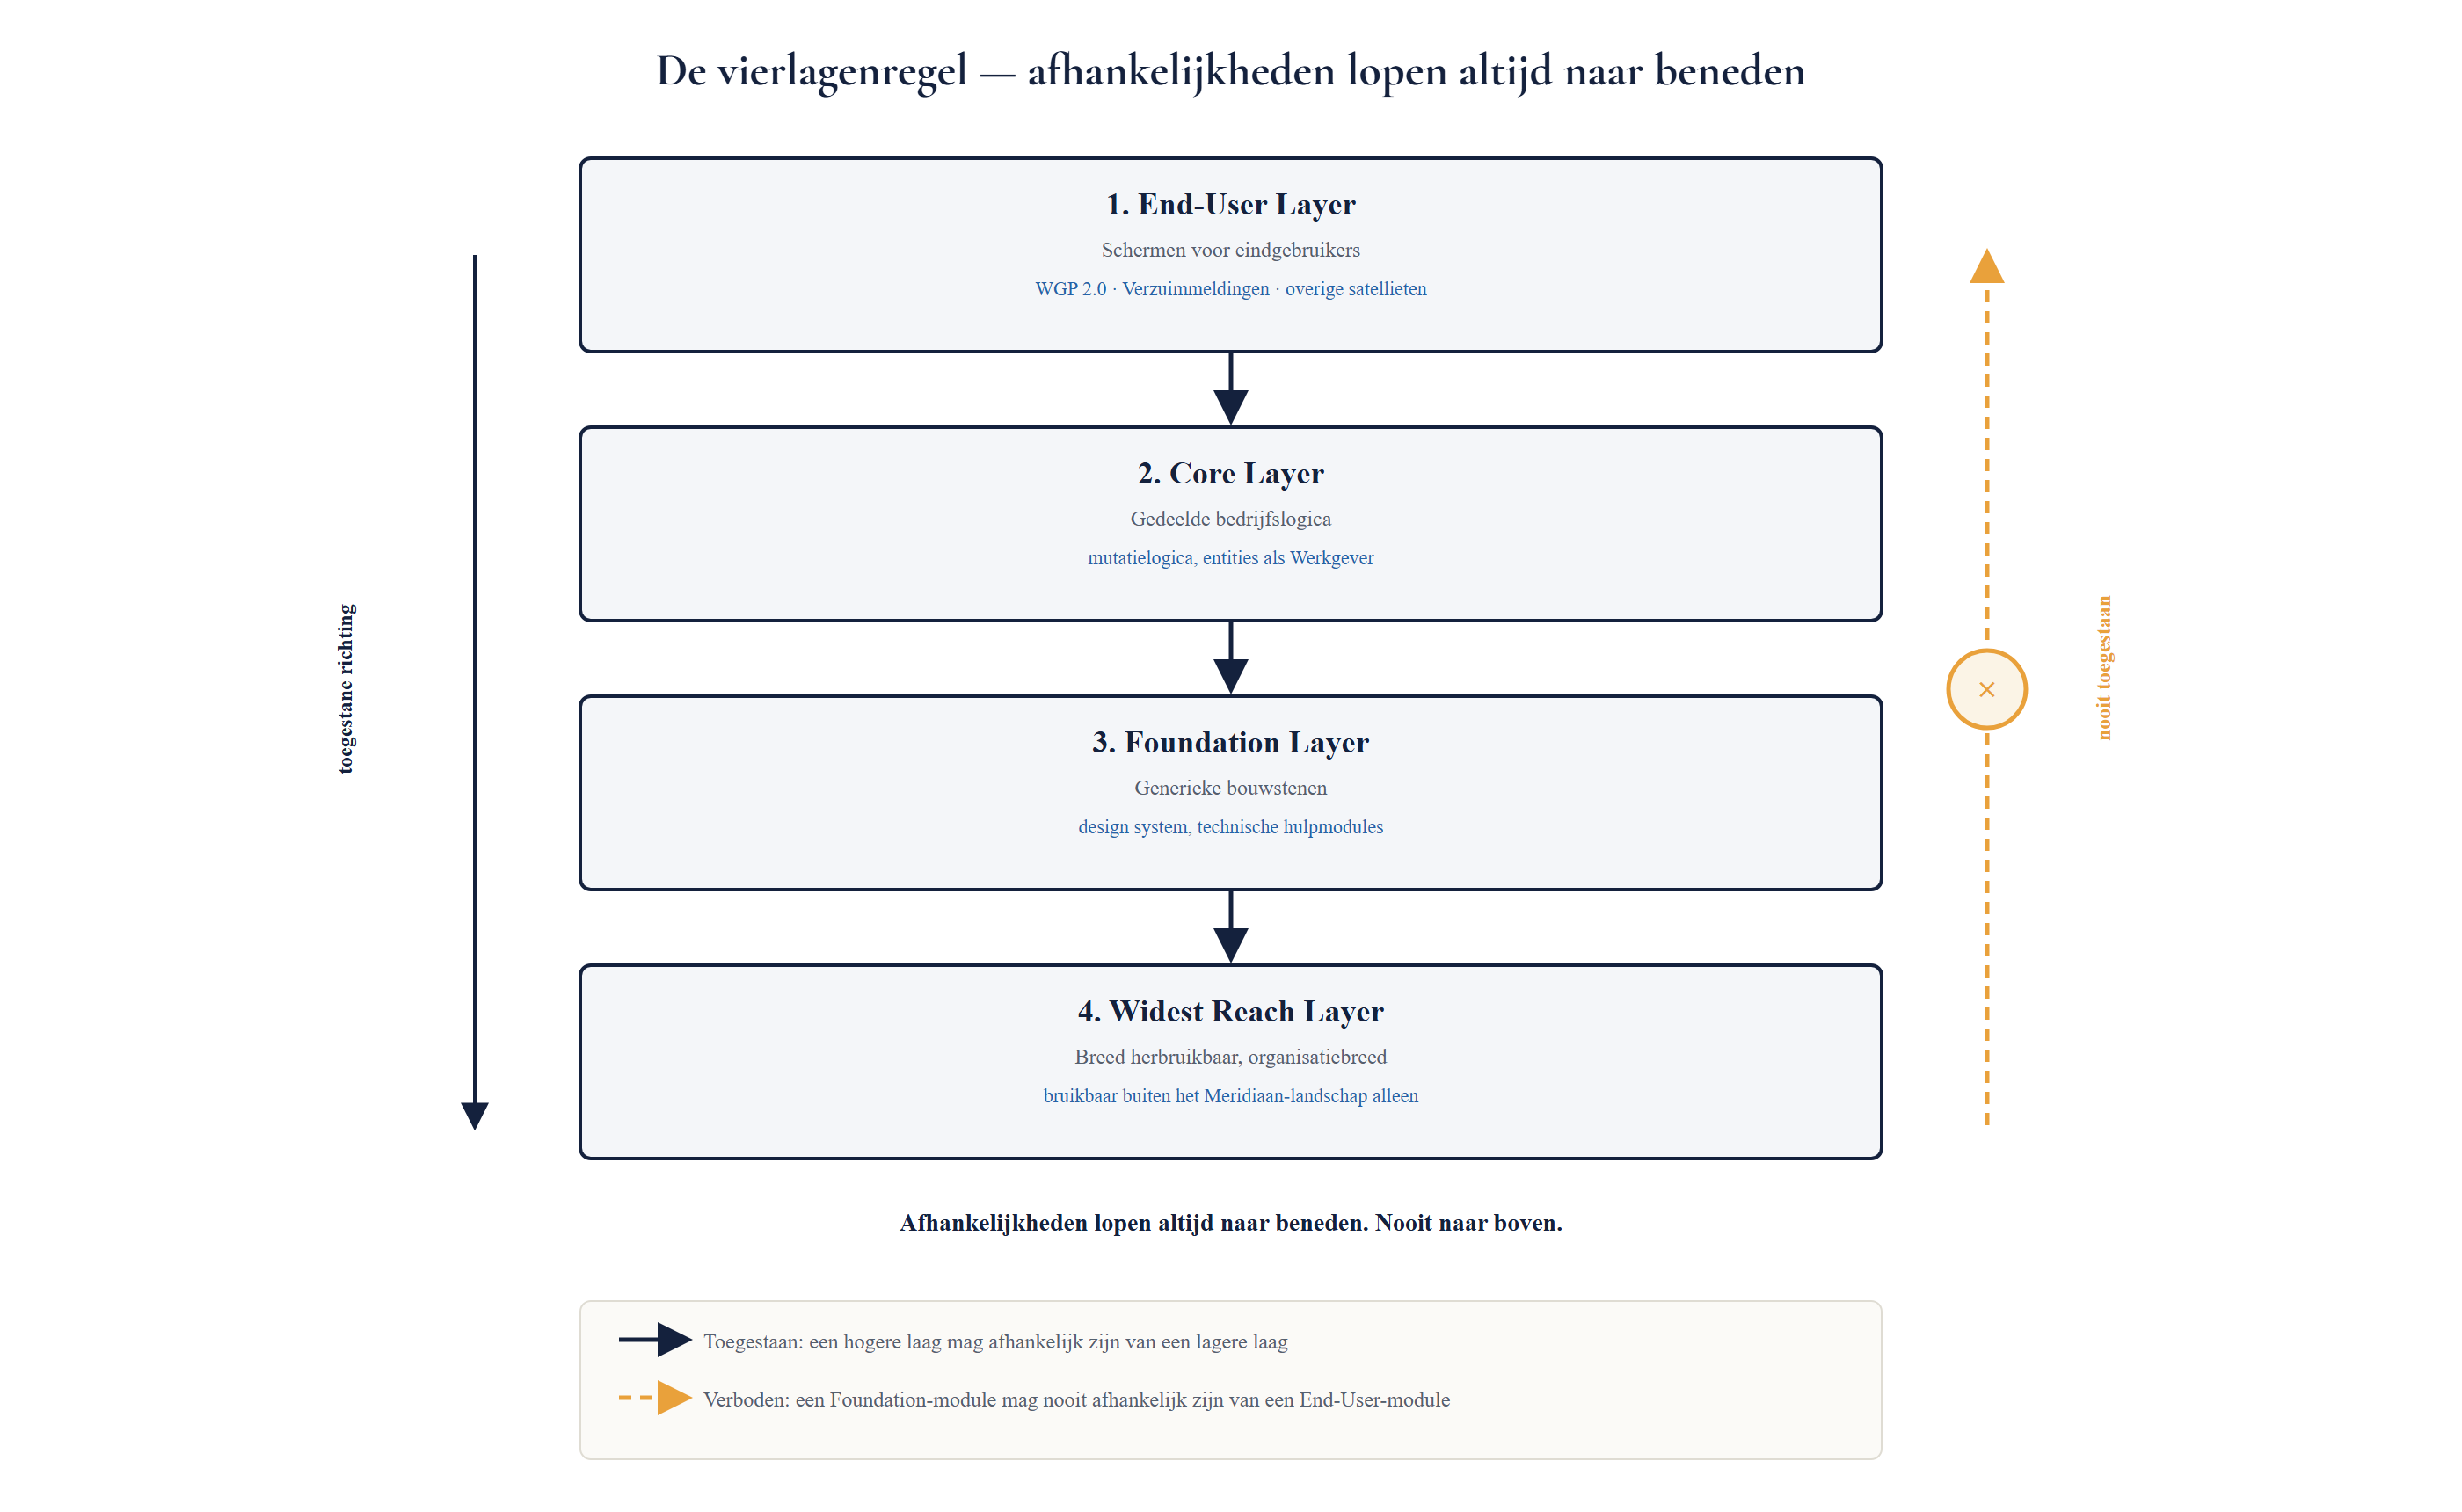 De vierlagenregel — afhankelijkheden lopen altijd naar beneden
1. End-User Layer
Schermen voor eindgebruikers
WGP 2.0 · Verzuimmeldingen · overige satellieten
2. Core Layer
Gedeelde bedrijfslogica
mutatielogica, entities als Werkgever
toegestane richting
nooit toegestaan
×
3. Foundation Layer
Generieke bouwstenen
design system, technische hulpmodules
4. Widest Reach Layer
Breed herbruikbaar, organisatiebreed
bruikbaar buiten het Meridiaan-landschap alleen
Afhankelijkheden lopen altijd naar beneden. Nooit naar boven.
Toegestaan: een hogere laag mag afhankelijk zijn van een lagere laag
Verboden: een Foundation-module mag nooit afhankelijk zijn van een End-User-module